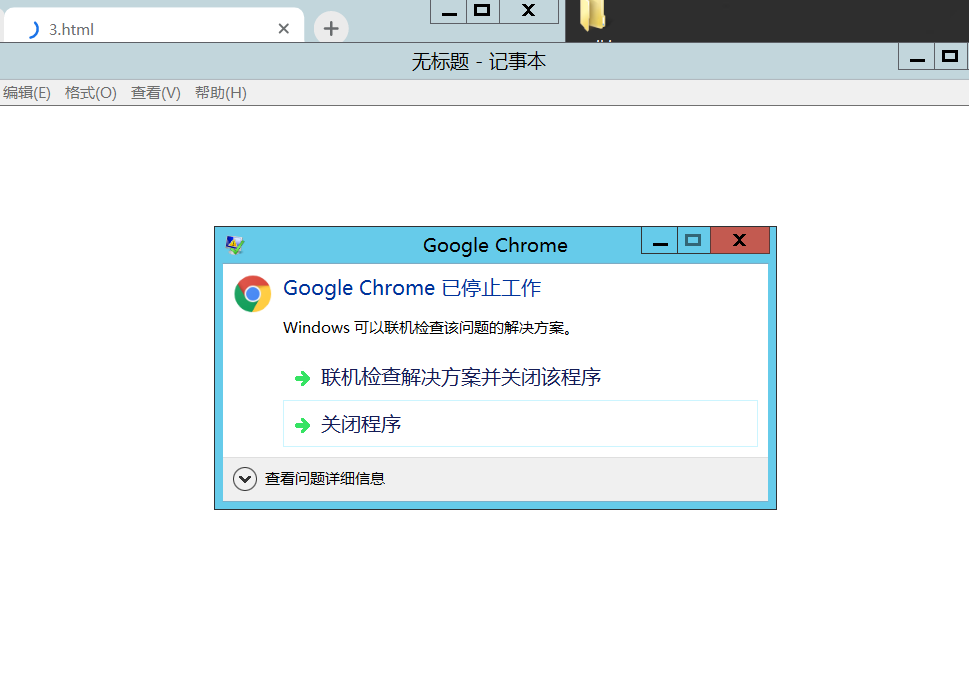 3.html
无标题 - 记事本
编辑(E) 格式(O) 查看(V) 帮助(H)
Google Chrome
Google Chrome 已停止工作
Windows 可以联机检查该问题的解决方案。
联机检查解决方案并关闭该程序
关闭程序
查看问题详细信息